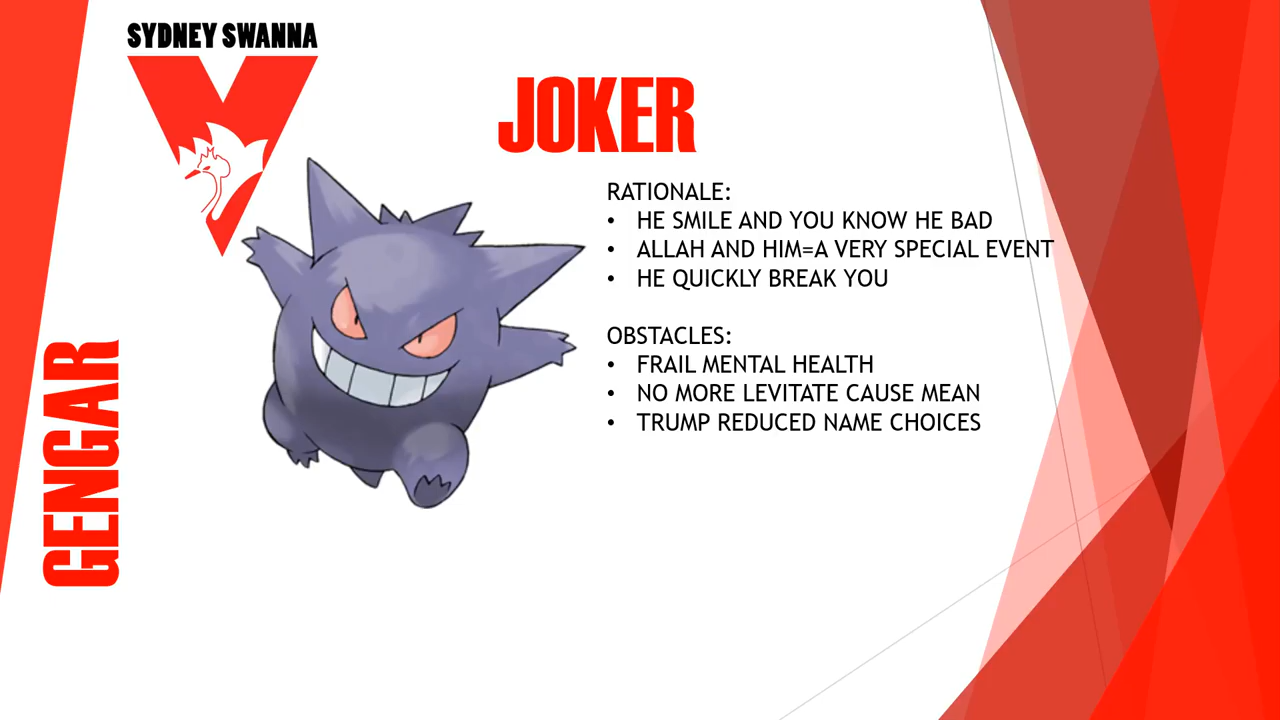 SYDNEY SWANNA
JOKER
RATIONALE:
• HE SMILE AND YOU KNOW HE BAD
• ALLAH AND HIM=A VERY SPECIAL EVENT
• HE QUICKLY BREAK YOU
OBSTACLES:
• FRAIL MENTAL HEALTH
• NO MORE LEVITATE CAUSE MEAN
• TRUMP REDUCED NAME CHOICES
GENGAR